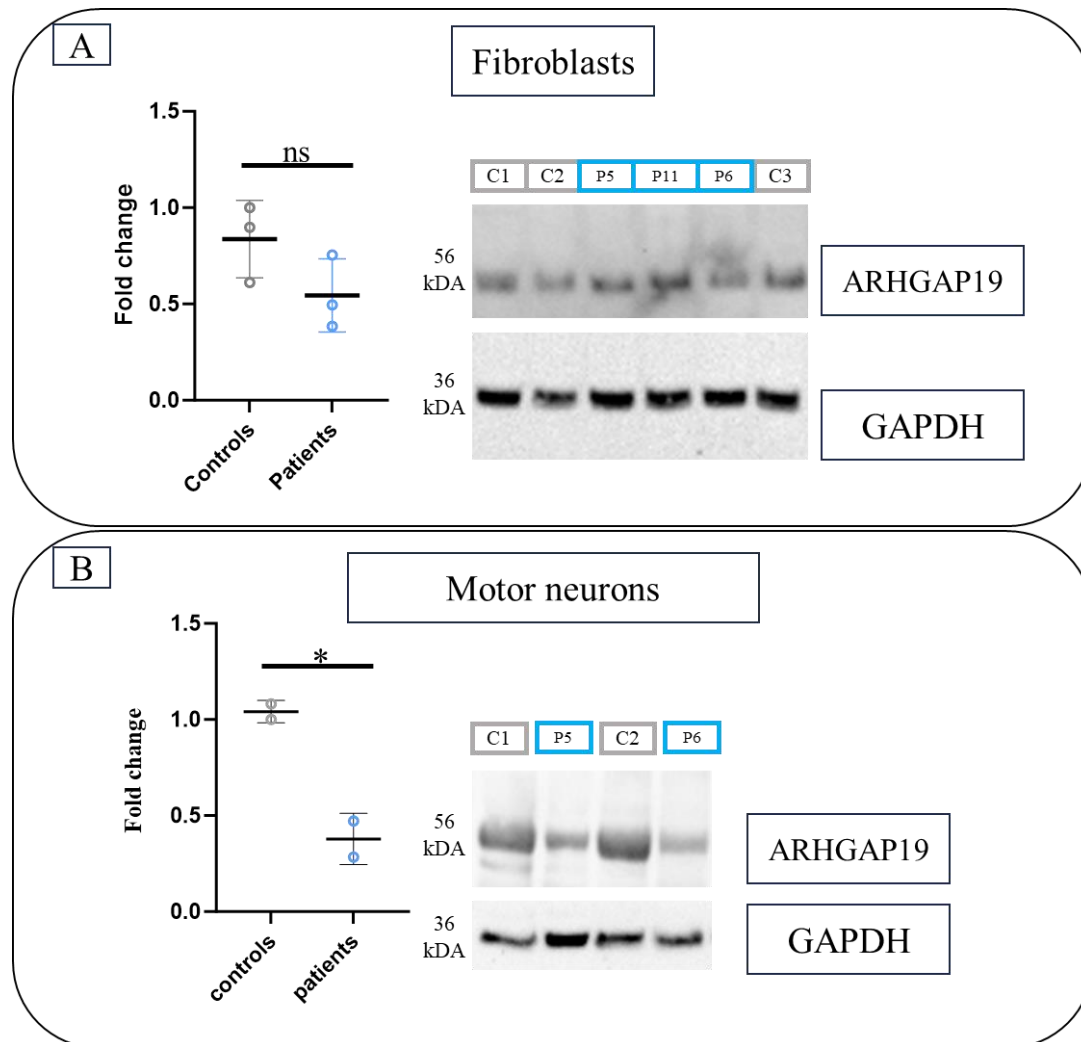 A
Fibroblasts
1.5
1.0
0.5
0.0
Fold change
ns
Controls
Patients
C1 C2 P5 P11 P6 C3
56
kDA
ARHGAP19
36
kDA
GAPDH
B
Motor neurons
1.5
1.0
0.5
0.0
Fold change
*
controls
patients
C1 P5 C2 P6
56
kDA
ARHGAP19
36
kDA
GAPDH